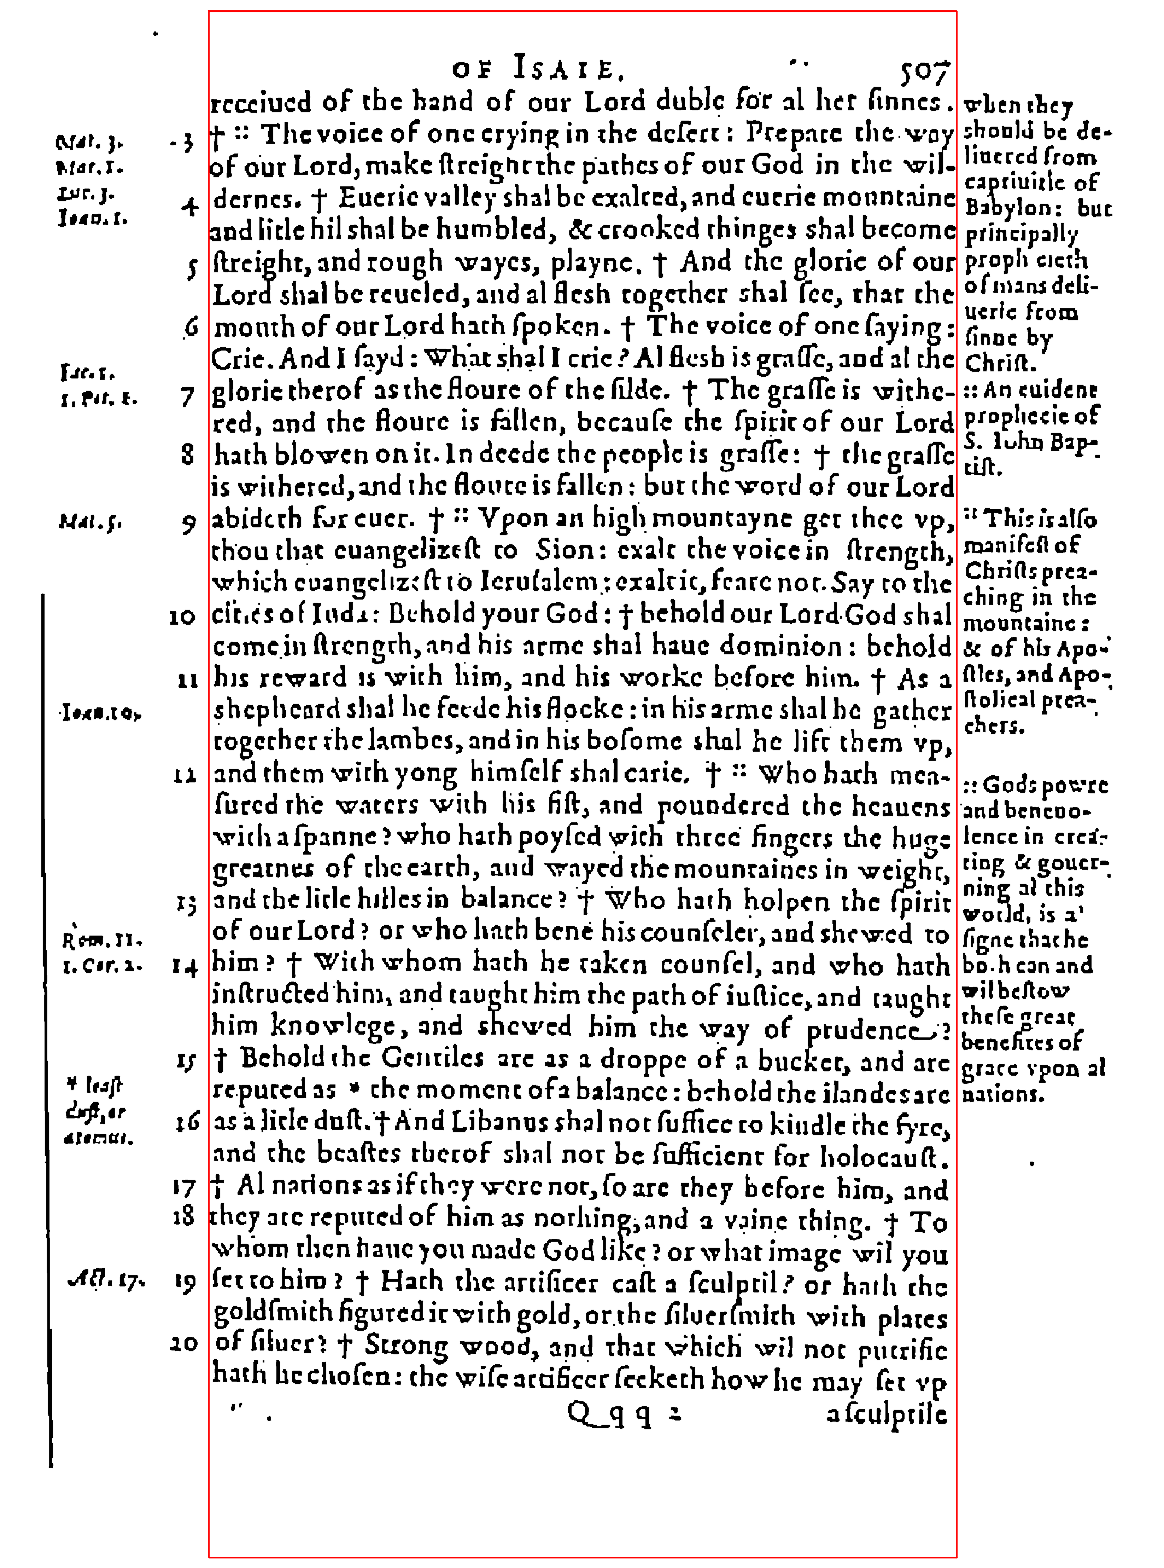 OF ISAIE.
507
receiued of the hand of our Lord duble for al her sinnes.
3 † :: The voice of one crying in the desert: Prepare the way
of our Lord, make streight the pathes of our God in the wil-
4 dernes. † Euerie valley shal be exalted, and euerie mountaine
and litle hil shal be humbled, & crooked thinges shal become
5 streight, and rough wayes, playne. † And the glorie of our
Lord shal be reueled, and al flesh together shal see, that the
6 mouth of our Lord hath spoken. † The voice of one saying:
Crie. And I sayd: What shal I crie? Al flesh is grasse, and al the
7 glorie therof as the floure of the filde. † The grasse is withe-
red, and the floure is fallen, because the spirit of our Lord
8 hath blowen on it. In deede the people is grasse: † the grasse
is withered, and the floure is fallen: but the word of our Lord
9 abideth for euer. † :: Vpon an high mountayne get thee vp,
thou that euangelizest to Sion: exalt the voice in strength,
which euangelizest to Ierusalem: exalt it, feare not. Say to the
10 cities of Iuda: Behold your God: † behold our Lord God shal
come in strength, and his arme shal haue dominion: behold
11 his reward is with him, and his worke before him. † As a
shepheard shal he feede his flocke: in his arme shal he gather
together the lambes, and in his bosome shal he lift them vp,
12 and them with yong himself shal carie. † :: Who hath mea-
sured the waters with his fist, and poundered the heauens
with a spanne? who hath poysed with three fingers the huge
greatnes of the earth, and wayed the mountaines in weight,
13 and the litle hilles in balance? † Who hath holpen the spirit
of our Lord? or who hath bene his counseler, and shewed to
14 him? † With whom hath he taken counsel, and who hath
instructed him, and taught him the path of iustice, and taught
him knowlege, and shewed him the way of prudence?
15 † Behold the Gentiles are as a droppe of a bucket, and are
reputed as * the moment of a balance: behold the ilandes are
16 as a litle dust. † And Libanus shal not suffice to kindle the fyre,
and the beastes therof shal not be sufficient for holocaust.
17 † Al nations as if they were not, so are they before him, and
18 they are reputed of him as nothing, and a vaine thing. † To
whom then haue you made God like? or what image wil you
19 set to him? † Hath the artificer cast a sculptil? or hath the
goldsmith figured it with gold, or the siluersmith with plates
20 of siluer? † Strong wood, and that which wil not putrifie
hath he chosen: the wise artificer seeketh how he may set vp
Qqq 2
a sculptile
Mat. 3.
Mar. 1.
Luc. 3.
Ioan. 1.
Iac. 1.
1. Pet. 1.
Mat. 5.
Ioan. 10.
Rom. 11.
1. Cor. 2.
* least
dust, or
atomus.
Act. 17.
when they
should be de-
liuered from
captiuitie of
Babylon: but
principally
prophecieth
of mans deli-
uerie from
sinne by
Christ.
:: An euident
prophecie of
S. Iohn Bap-
tist.
:: This is also
manifest of
Christs prea-
ching in the
mountaine:
& of his Apo-
stles, and Apo-
stolical prea-
chers.
:: Gods powre
and beneuo-
lence in crea-
ting & gouer-
ning al this
world, is a
signe that he
both can and
wil bestow
these great
benefites of
grace vpon al
nations.